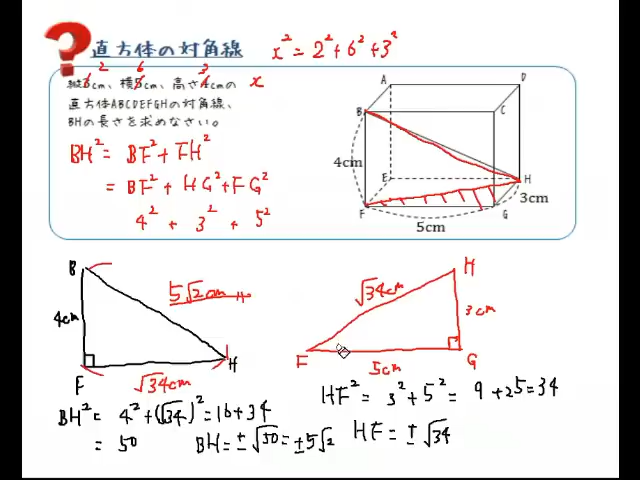 直方体の対角線 x² = 2² + 6² + 3²
2 6 3
縦3cm、横5cm、高さ4cmの x
直方体ABCDEFGHの対角線、
BHの長さを求めなさい。
BH² = BF² + FH²
= BF² + HG² + FG²
4² + 3² + 5²
A D
B C
4cm E H
3cm
F G
5cm
B 5√2cm
4cm
F H
√34cm
H
√34cm 3cm
F G
5cm
BH² = 4² + (√34)² = 16 + 34
= 50 BH = ±√50 = ±5√2
HF² = 3² + 5² = 9 + 25 = 34
HF = ±√34